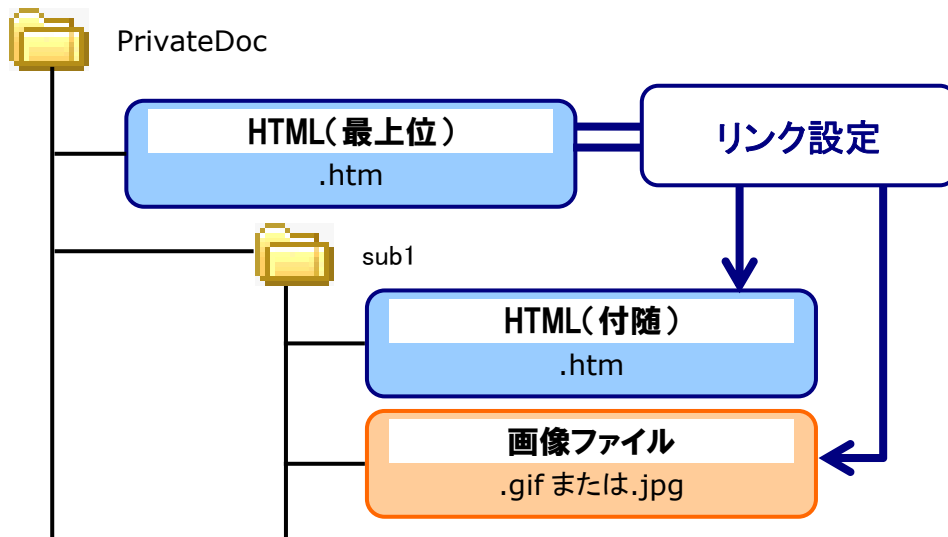 PrivateDoc
HTML(最上位)
.htm
リンク設定
sub1
HTML(付随)
.htm
画像ファイル
.gif または.jpg